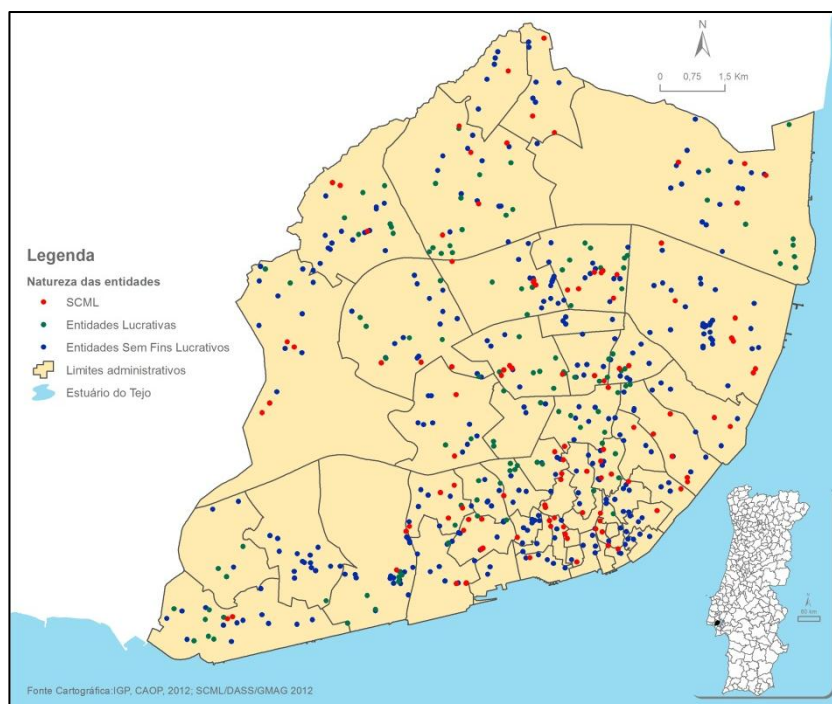 N
0 0,75 1,5 Km
Legenda
Natureza das entidades
SCML
Entidades Lucrativas
Entidades Sem Fins Lucrativos
Limites administrativos
Estuário do Tejo
Fonte Cartográfica:IGP, CAOP, 2012; SCML/DASS/GMAG 2012